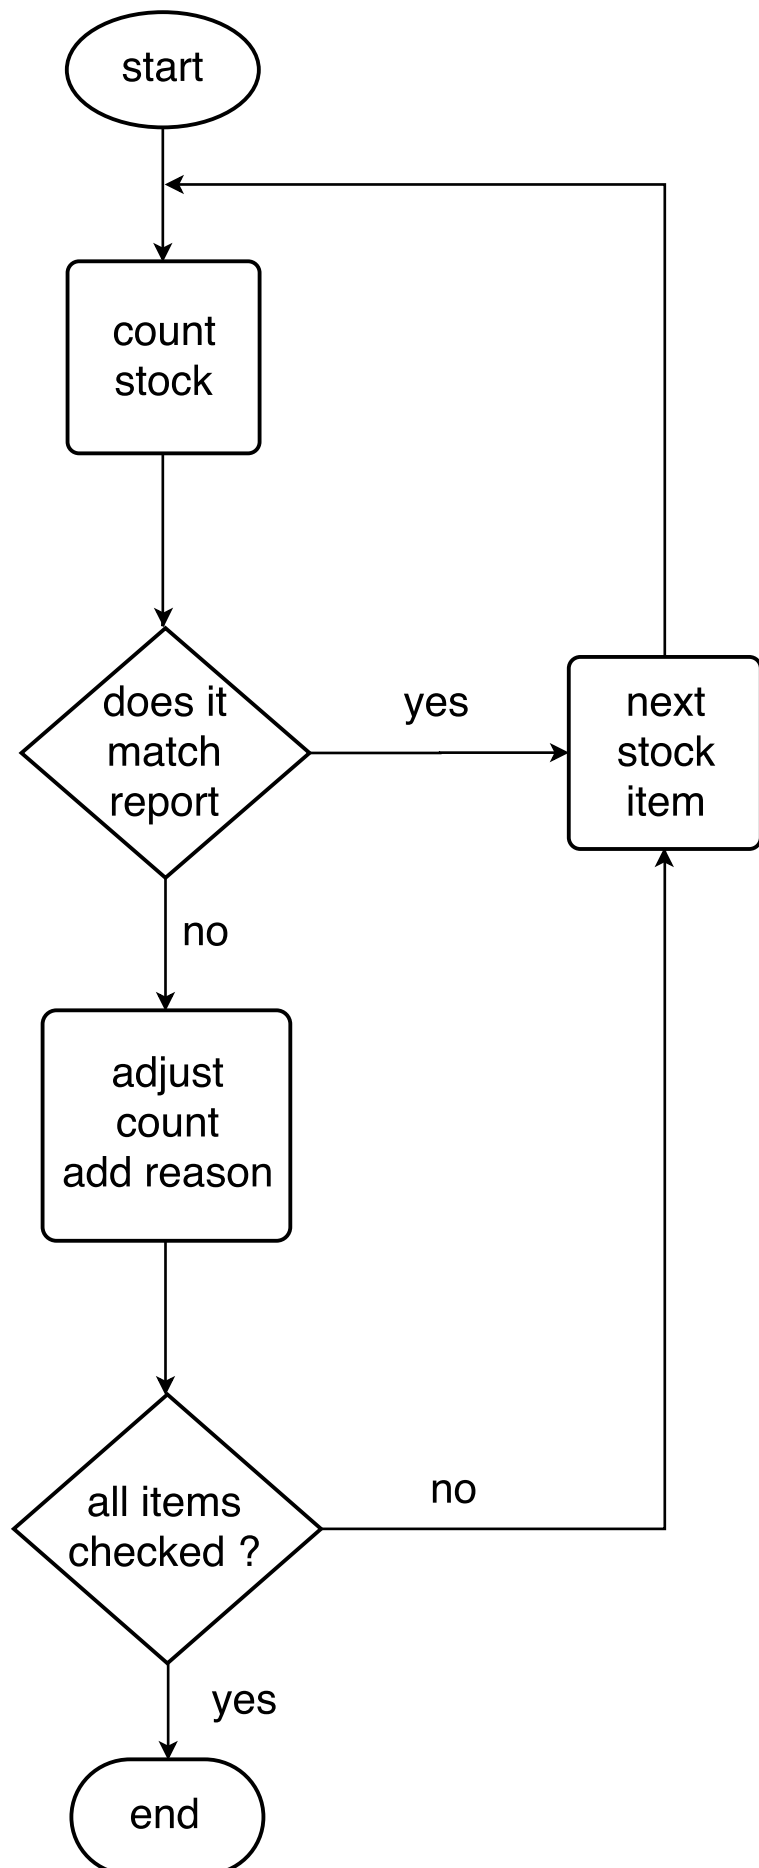 start
count
stock
does it
match
report
yes
next
stock
item
no
adjust
count
add reason
all items
checked ?
no
yes
end